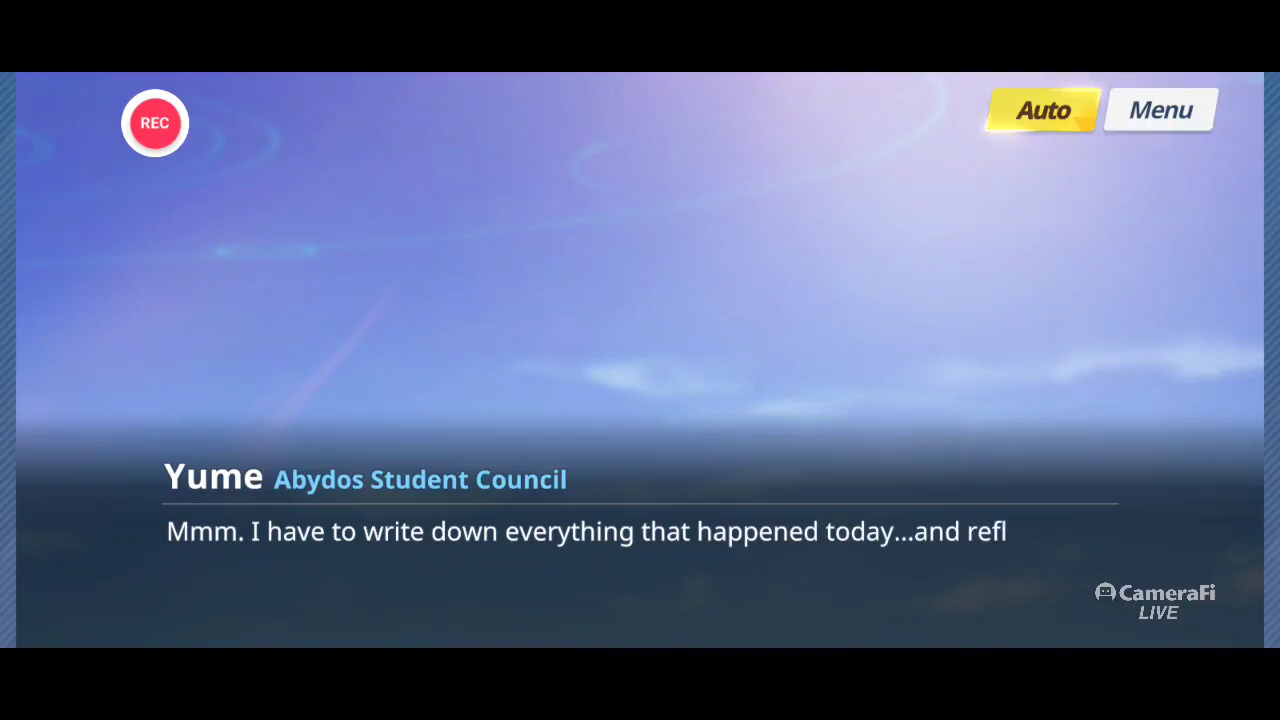 REC
Auto
Menu
Yume Abydos Student Council
Mmm. I have to write down everything that happened today...and refl
CameraFi
LIVE